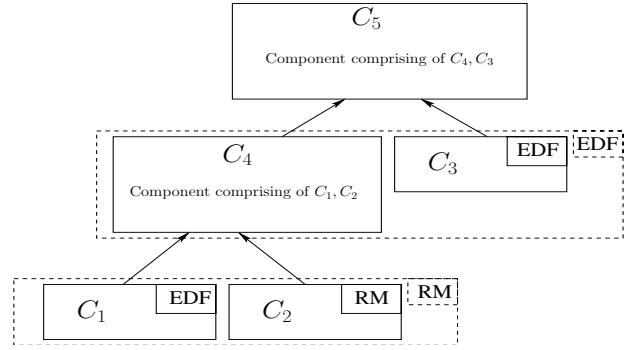 C₅
Component comprising of C₄, C₃
EDF
C₄
EDF
C₃
Component comprising of C₁, C₂
RM
EDF
RM
C₁
C₂